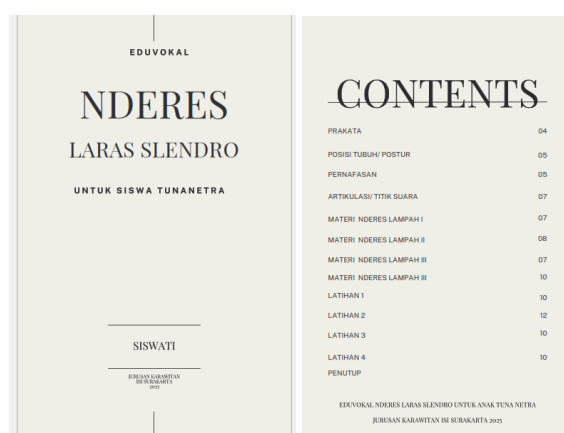 EDUVOKAL
NDERES
LARAS SLENDRO
UNTUK SISWA TUNANETRA
SISWATI
JURUSAN KARAWITAN
ISI SURAKARTA
2025
CONTENTS
PRAKATA 04
POSISI TUBUH/ POSTUR 05
PERNAFASAN 05
ARTIKULASI/ TITIK SUARA 07
MATERI NDERES LAMPAH I 07
MATERI NDERES LAMPAH II 08
MATERI NDERES LAMPAH III 07
MATERI NDERES LAMPAH III 10
LATIHAN 1 10
LATIHAN 2 12
LATIHAN 3 10
LATIHAN 4 10
PENUTUP
EDUVOKAL NDERES LARAS SLENDRO UNTUK ANAK TUNA NETRA
JURUSAN KARAWITAN ISI SURAKARTA 2025